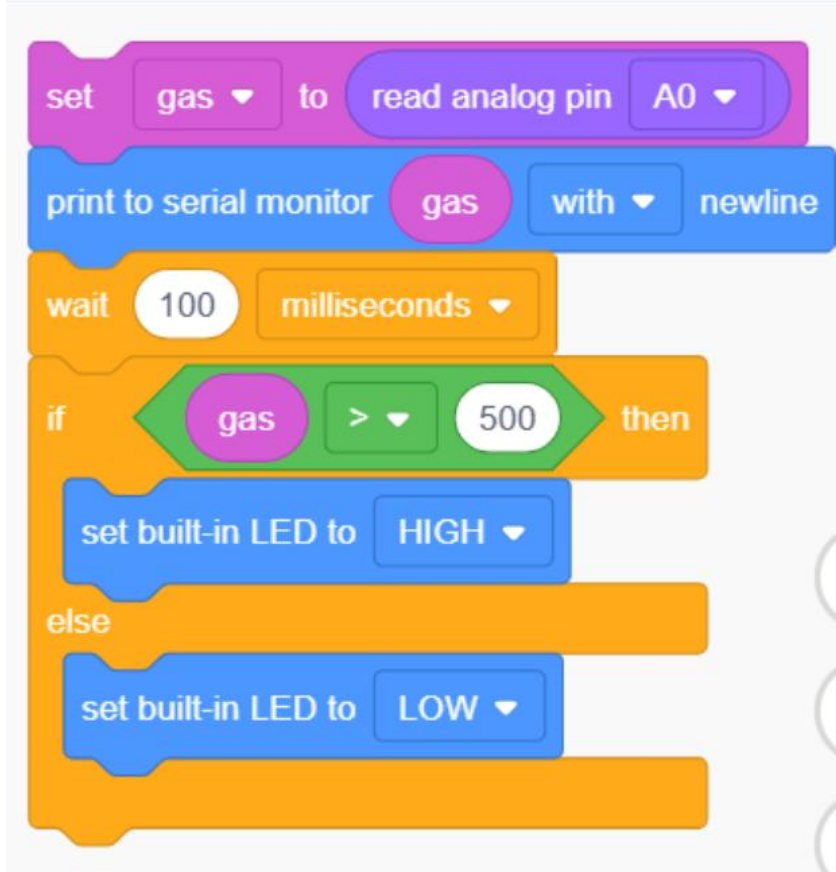 set gas to read analog pin A0
print to serial monitor gas with newline
wait 100 milliseconds
if gas > 500 then
set built-in LED to HIGH
else
set built-in LED to LOW